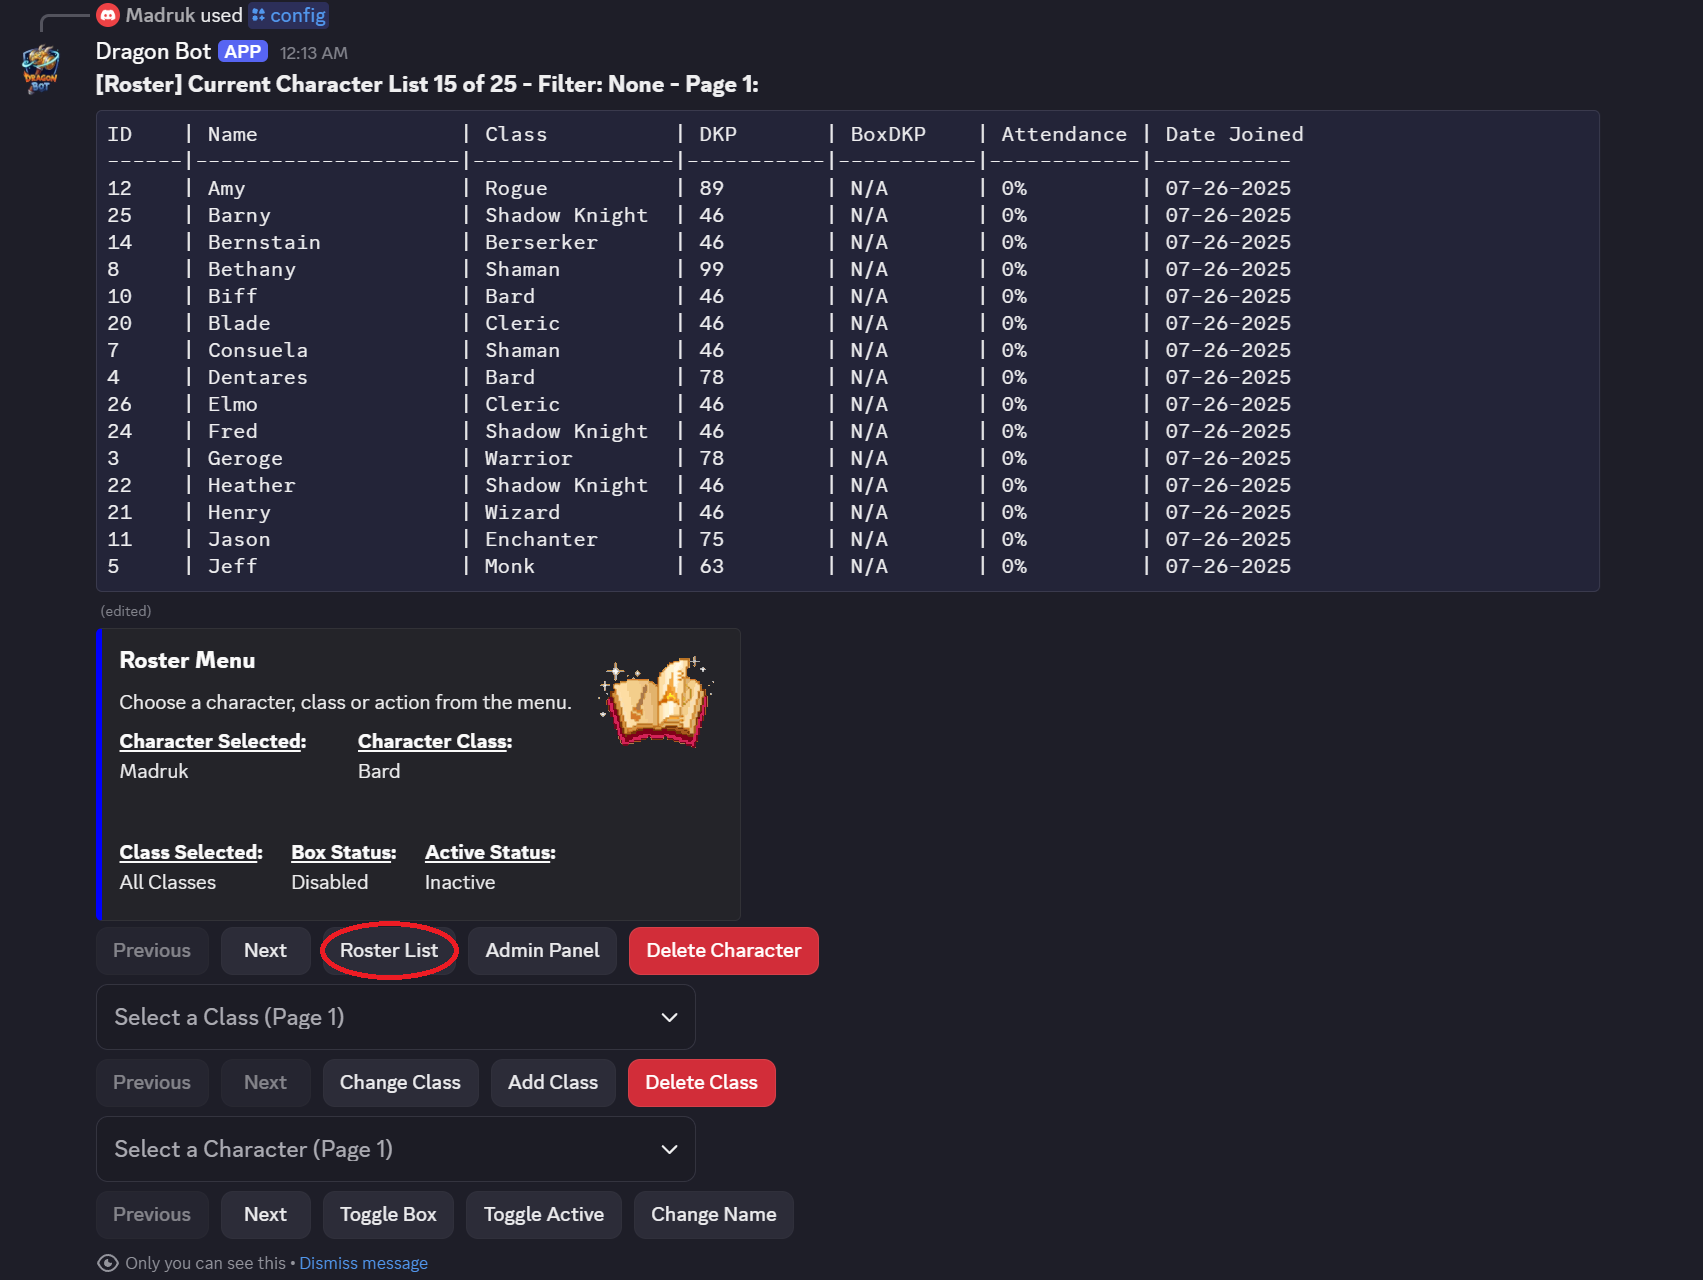 Madruk used config
Dragon Bot APP 12:13 AM
DRAGON
BOT
[Roster] Current Character List 15 of 25 - Filter: None - Page 1:
ID | Name | Class | DKP | BoxDKP | Attendance | Date Joined
------|---------------------|----------------|-----------|-----------|------------|-----------
12 | Amy | Rogue | 89 | N/A | 0% | 07-26-2025
25 | Barny | Shadow Knight | 46 | N/A | 0% | 07-26-2025
14 | Bernstain | Berserker | 46 | N/A | 0% | 07-26-2025
8 | Bethany | Shaman | 99 | N/A | 0% | 07-26-2025
10 | Biff | Bard | 46 | N/A | 0% | 07-26-2025
20 | Blade | Cleric | 46 | N/A | 0% | 07-26-2025
7 | Consuela | Shaman | 46 | N/A | 0% | 07-26-2025
4 | Dentares | Bard | 78 | N/A | 0% | 07-26-2025
26 | Elmo | Cleric | 46 | N/A | 0% | 07-26-2025
24 | Fred | Shadow Knight | 46 | N/A | 0% | 07-26-2025
3 | Geroge | Warrior | 78 | N/A | 0% | 07-26-2025
22 | Heather | Shadow Knight | 46 | N/A | 0% | 07-26-2025
21 | Henry | Wizard | 46 | N/A | 0% | 07-26-2025
11 | Jason | Enchanter | 75 | N/A | 0% | 07-26-2025
5 | Jeff | Monk | 63 | N/A | 0% | 07-26-2025
(edited)
Roster Menu
Choose a character, class or action from the menu.
Character Selected: Character Class:
Madruk Bard
Class Selected: Box Status: Active Status:
All Classes Disabled Inactive
Previous Next Roster List Admin Panel Delete Character
Select a Class (Page 1)
Previous Next Change Class Add Class Delete Class
Select a Character (Page 1)
Previous Next Toggle Box Toggle Active Change Name
Only you can see this • Dismiss message